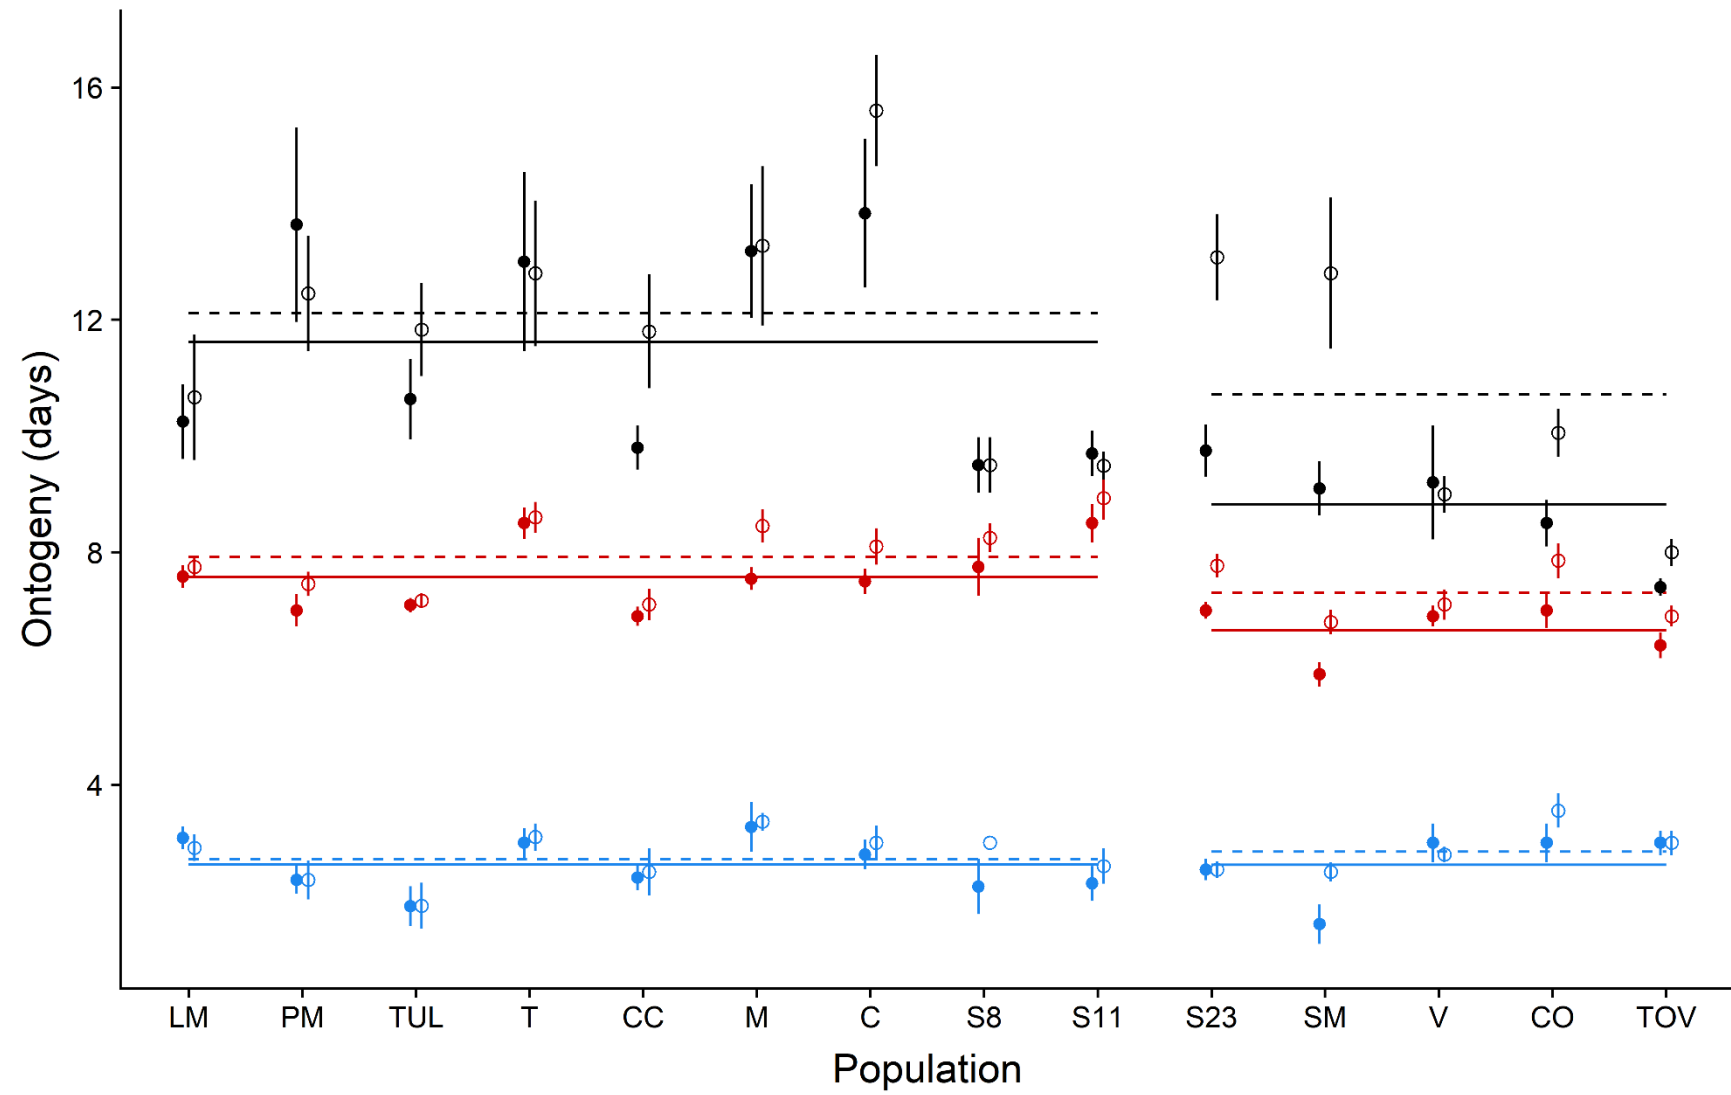 16
12
8
4
Ontogeny (days)
LM PM TUL T CC M C S8 S11 S23 SM V CO TOV
Population